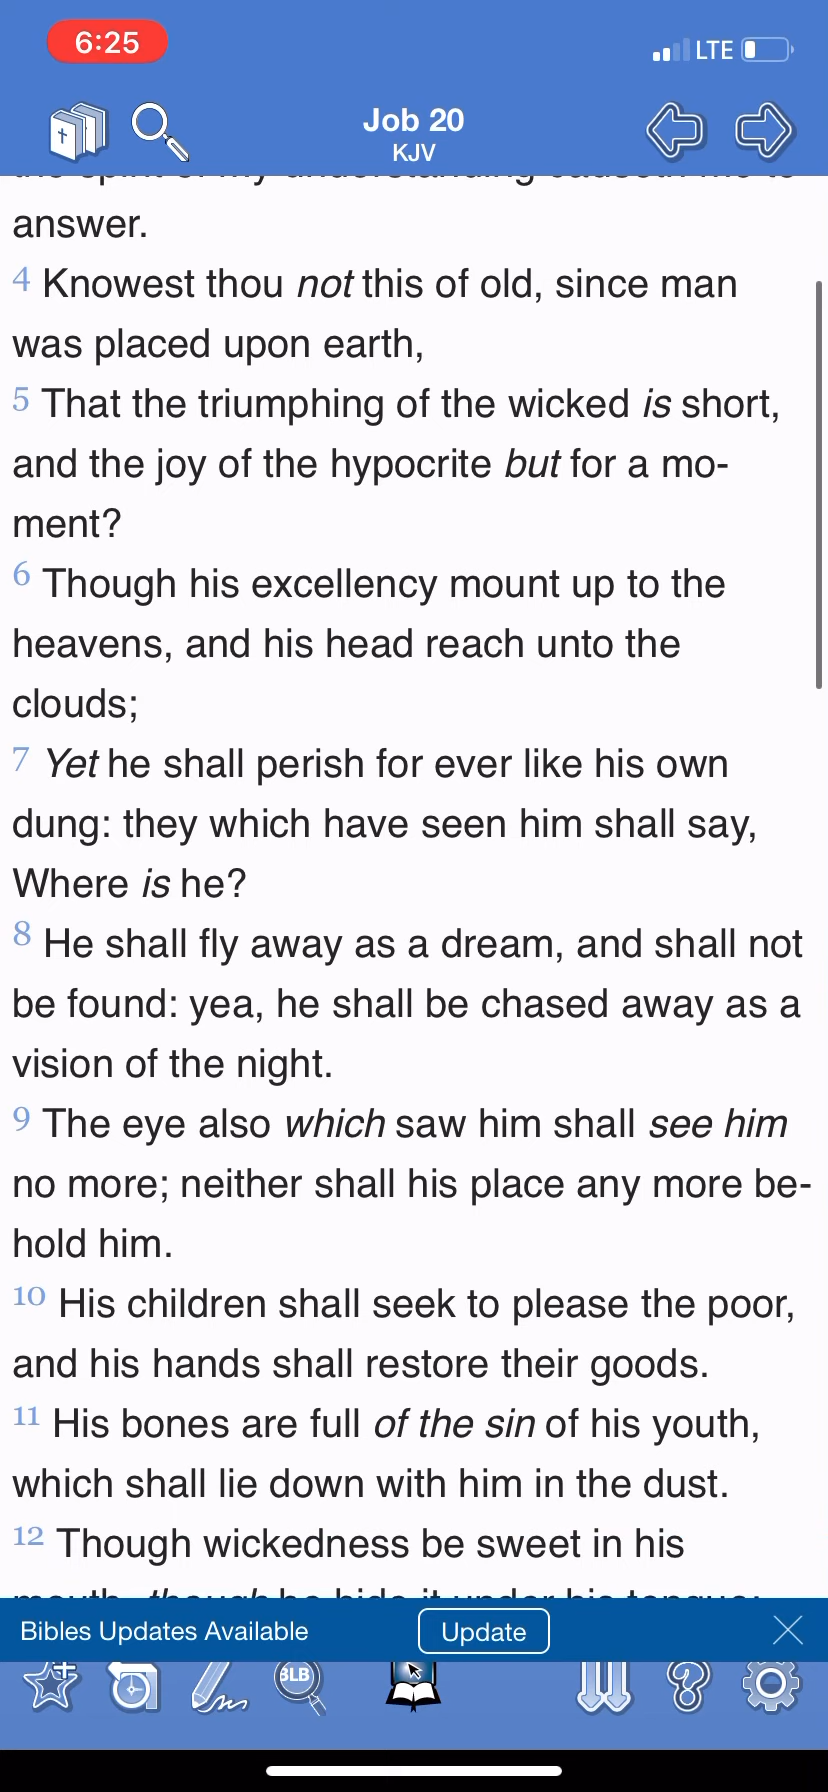 6:25
LTE
Job 20
KJV
answer.
4 Knowest thou not this of old, since man
was placed upon earth,
5 That the triumphing of the wicked is short,
and the joy of the hypocrite but for a mo-
ment?
6 Though his excellency mount up to the
heavens, and his head reach unto the
clouds;
7 Yet he shall perish for ever like his own
dung: they which have seen him shall say,
Where is he?
8 He shall fly away as a dream, and shall not
be found: yea, he shall be chased away as a
vision of the night.
9 The eye also which saw him shall see him
no more; neither shall his place any more be-
hold him.
10 His children shall seek to please the poor,
and his hands shall restore their goods.
11 His bones are full of the sin of his youth,
which shall lie down with him in the dust.
12 Though wickedness be sweet in his
Bibles Updates Available
Update
BLB